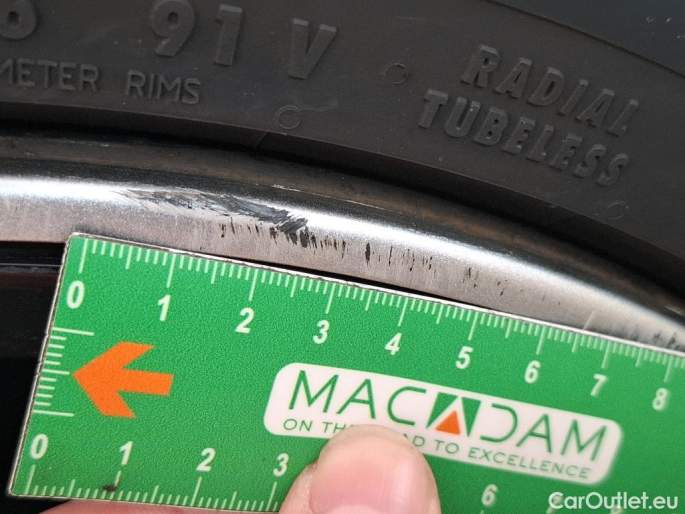 6 91 V
METER RIMS
RADIAL
TUBELESS
0 1 2 3 4 5 6 7 8
MACADAM
ON THE ROAD TO EXCELLENCE
0 1 2 3 6
CarOutlet.eu